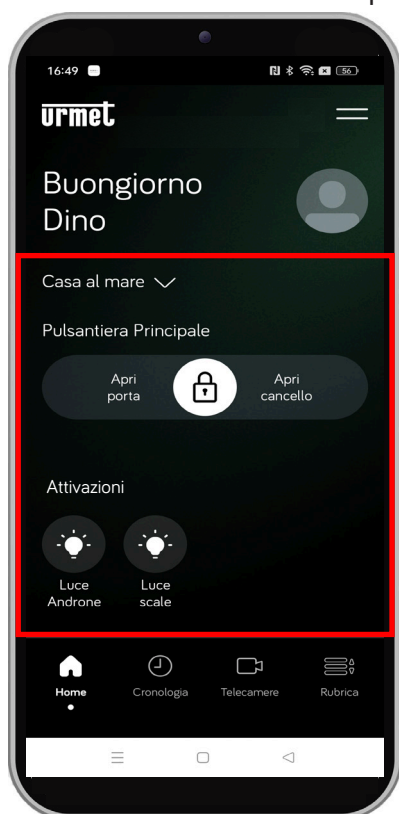 16:49
56
urmet
Buongiorno
Dino
Casa al mare
Pulsantiera Principale
Apri
porta
Apri
cancello
Attivazioni
Luce
Androne
Luce
scale
Home
Cronologia
Telecamere
Rubrica